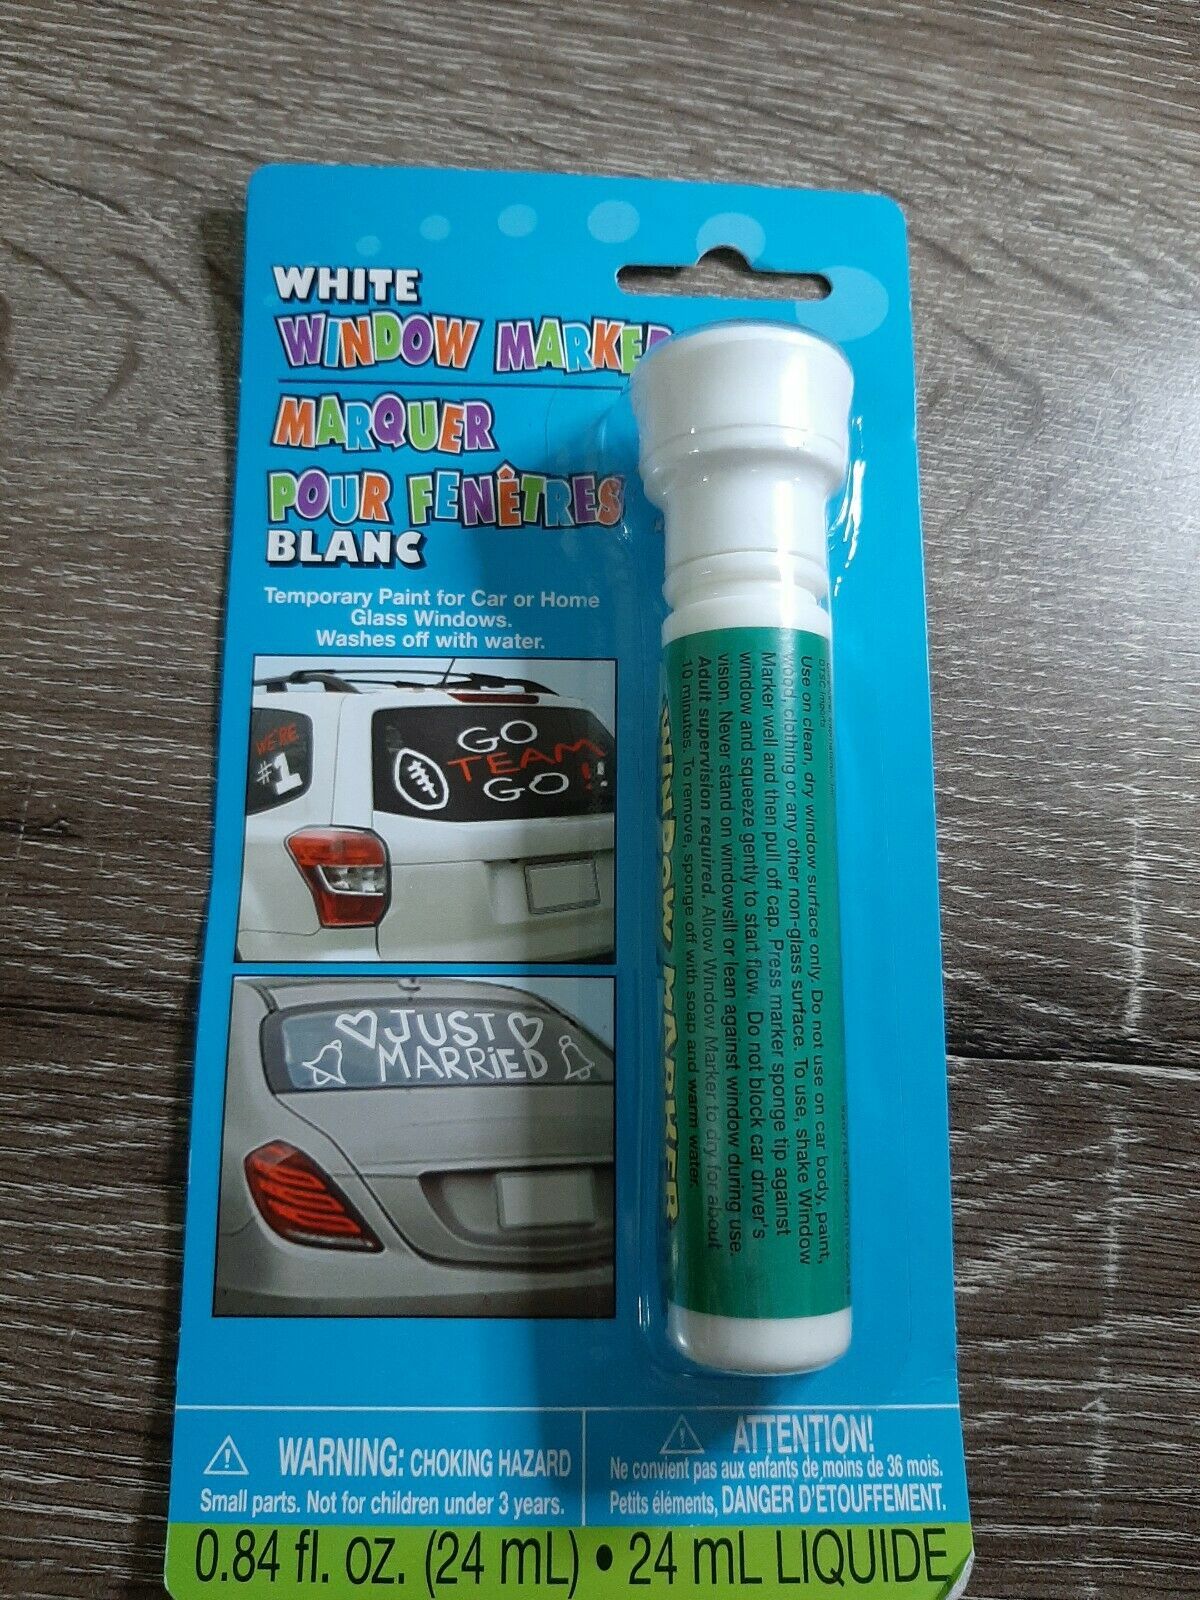 WHITE
WINDOW MARKER
MARQUER
POUR FENÊTRES
BLANC
Temporary Paint for Car or Home
Glass Windows.
Washes off with water.
WE'RE
#1
GO
TEAM
GO!!
JUST
MARRiED
DTSC Imports
Use on clean, dry window surface only. Do not use on car body, paint,
wood, clothing or any other non-glass surface. To use, shake Window
Marker well and then pull off cap. Press marker sponge tip against
window and squeeze gently to start flow. Do not block car driver's
vision. Never stand on windowsill or lean against window during use.
Adult supervision required. Allow Window Marker to dry for about
10 minutes. To remove, sponge off with soap and warm water.
WINDOW MARKER
WARNING: CHOKING HAZARD
Small parts. Not for children under 3 years.
ATTENTION!
Ne convient pas aux enfants de moins de 36 mois.
Petits éléments, DANGER D'ÉTOUFFEMENT.
0.84 fl. oz. (24 mL) • 24 mL LIQUIDE